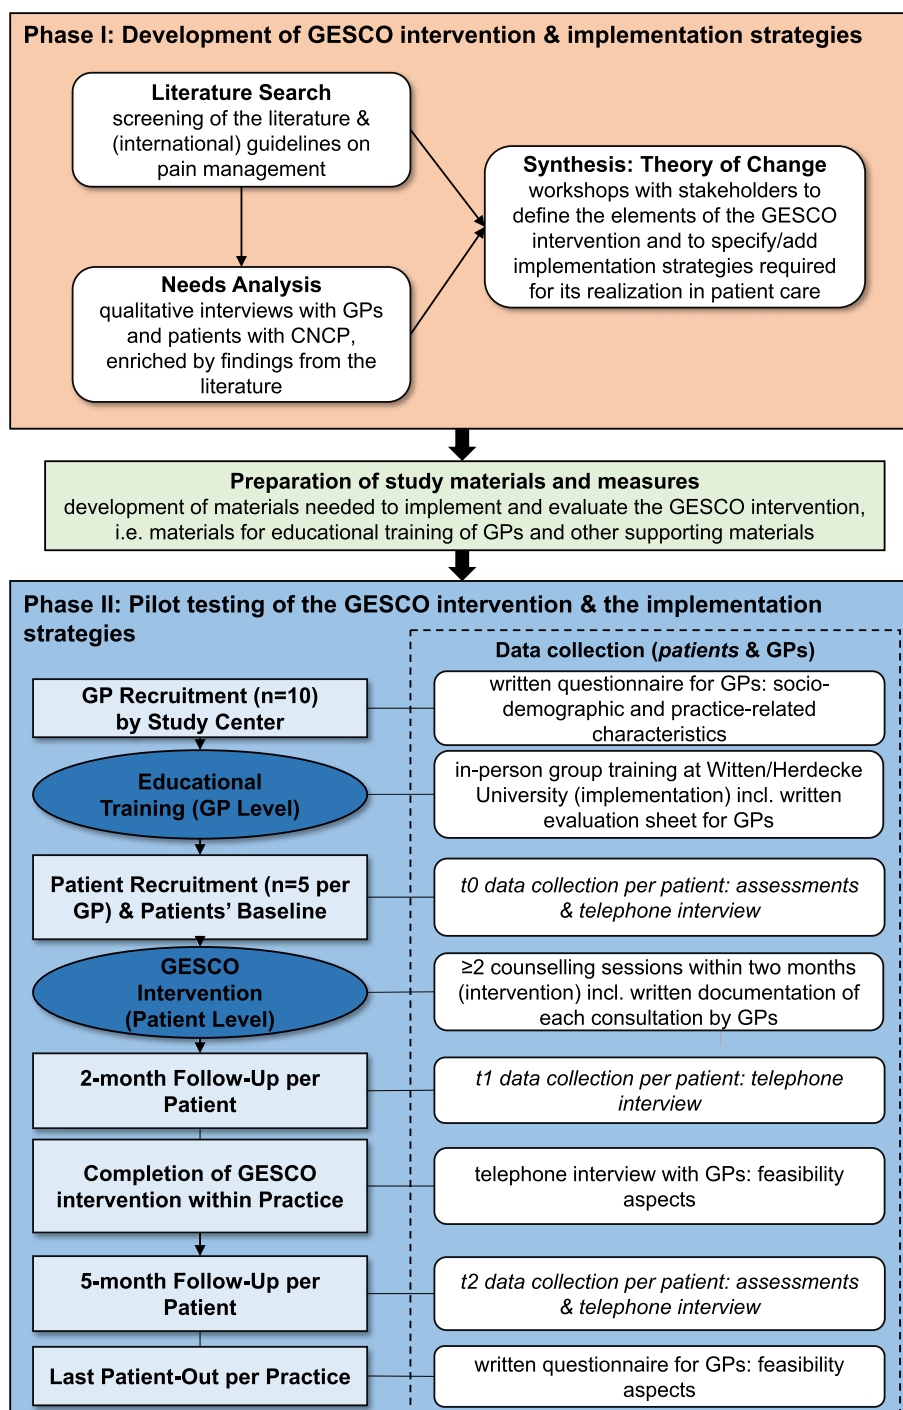 Phase I: Development of GESCO intervention & implementation strategies
Literature Search
screening of the literature &
(international) guidelines on
pain management
Synthesis: Theory of Change
workshops with stakeholders to
define the elements of the GESCO
intervention and to specify/add
implementation strategies required
for its realization in patient care
Needs Analysis
qualitative interviews with GPs
and patients with CNCP,
enriched by findings from the
literature
Preparation of study materials and measures
development of materials needed to implement and evaluate the GESCO intervention,
i.e. materials for educational training of GPs and other supporting materials
Phase II: Pilot testing of the GESCO intervention & the implementation
strategies
Data collection (patients & GPs)
GP Recruitment (n=10)
by Study Center
written questionnaire for GPs: socio-
demographic and practice-related
characteristics
Educational
Training (GP Level)
in-person group training at Witten/Herdecke
University (implementation) incl. written
evaluation sheet for GPs
Patient Recruitment (n=5 per
GP) & Patients’ Baseline
t0 data collection per patient: assessments
& telephone interview
GESCO
Intervention
(Patient Level)
≥2 counselling sessions within two months
(intervention) incl. written documentation of
each consultation by GPs
2-month Follow-Up per
Patient
t1 data collection per patient: telephone
interview
Completion of GESCO
intervention within Practice
telephone interview with GPs: feasibility
aspects
5-month Follow-Up per
Patient
t2 data collection per patient: assessments
& telephone interview
Last Patient-Out per Practice
written questionnaire for GPs: feasibility
aspects